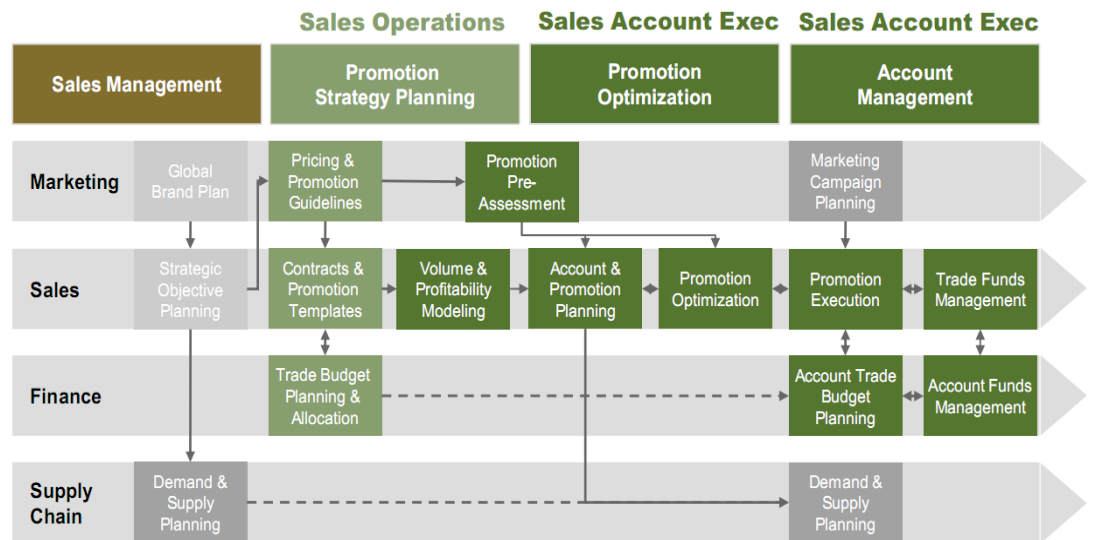 Sales Operations
Sales Account Exec
Sales Account Exec
Sales Management
Promotion
Strategy Planning
Promotion
Optimization
Account
Management
Marketing
Global
Brand Plan
Pricing &
Promotion
Guidelines
Promotion
Pre-
Assessment
Marketing
Campaign
Planning
Sales
Strategic
Objective
Planning
Contracts &
Promotion
Templates
Volume &
Profitability
Modeling
Account &
Promotion
Planning
Promotion
Optimization
Promotion
Execution
Trade Funds
Management
Finance
Trade Budget
Planning &
Allocation
Account Trade
Budget
Planning
Account Funds
Management
Supply
Chain
Demand &
Supply
Planning
Demand &
Supply
Planning